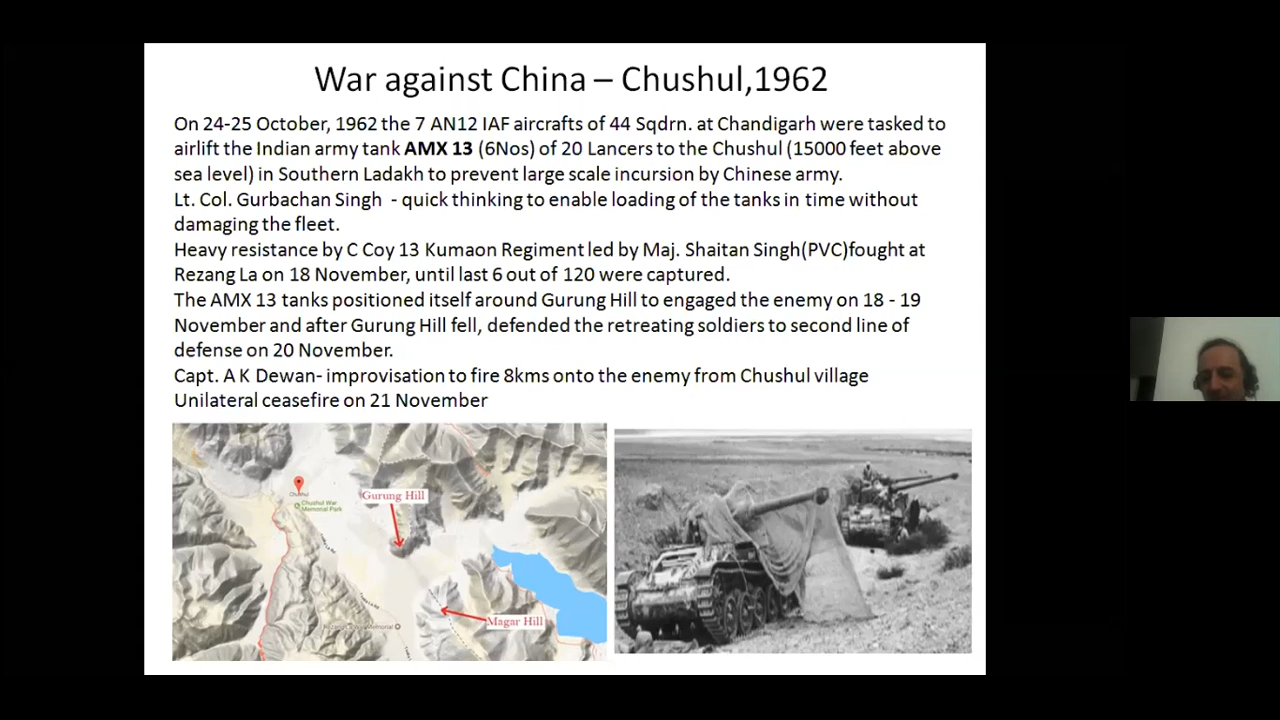 War against China – Chushul,1962
On 24-25 October, 1962 the 7 AN12 IAF aircrafts of 44 Sqdrn. at Chandigarh were tasked to
airlift the Indian army tank AMX 13 (6Nos) of 20 Lancers to the Chushul (15000 feet above
sea level) in Southern Ladakh to prevent large scale incursion by Chinese army.
Lt. Col. Gurbachan Singh - quick thinking to enable loading of the tanks in time without
damaging the fleet.
Heavy resistance by C Coy 13 Kumaon Regiment led by Maj. Shaitan Singh(PVC)fought at
Rezang La on 18 November, until last 6 out of 120 were captured.
The AMX 13 tanks positioned itself around Gurung Hill to engaged the enemy on 18 - 19
November and after Gurung Hill fell, defended the retreating soldiers to second line of
defense on 20 November.
Capt. A K Dewan- improvisation to fire 8kms onto the enemy from Chushul village
Unilateral ceasefire on 21 November
Chushul
Gurung Hill
Chushul War
Memorial Park
Magar Hill